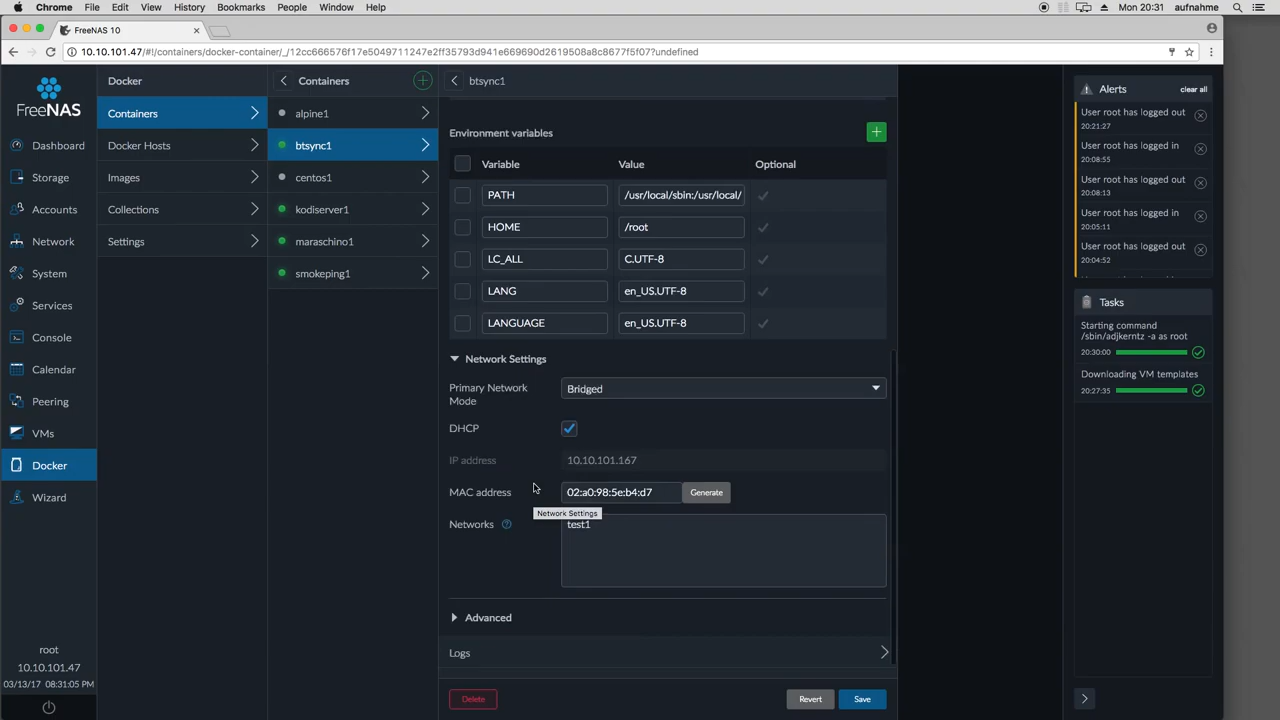 Chrome File Edit View History Bookmarks People Window Help Mon 20:31 aufnahme
FreeNAS 10
10.10.101.47/#!/containers/docker-container/_/12cc666576f17e5049711247e2ff35793d941e669690d2619508a8c8677f5f07?undefined
FreeNAS
Dashboard
Storage
Accounts
Network
System
Services
Console
Calendar
Peering
VMs
Docker
Wizard
root
10.10.101.47
03/13/17 08:31:05 PM
Docker
Containers
Docker Hosts
Images
Collections
Settings
Containers
alpine1
btsync1
centos1
kodiserver1
maraschino1
smokeping1
btsync1
Environment variables
Variable Value Optional
PATH /usr/local/sbin:/usr/local/
HOME /root
LC_ALL C.UTF-8
LANG en_US.UTF-8
LANGUAGE en_US.UTF-8
Network Settings
Primary Network Mode Bridged
DHCP
IP address 10.10.101.167
MAC address 02:a0:98:5e:b4:d7 Generate
Network Settings
Networks test1
Advanced
Logs
Delete Revert Save
Alerts clear all
User root has logged out
20:21:27
User root has logged in
20:08:55
User root has logged out
20:08:13
User root has logged in
20:05:11
User root has logged out
20:04:52
Tasks
Starting command
/sbin/adjkerntz -a as root
20:30:00
Downloading VM templates
20:27:35